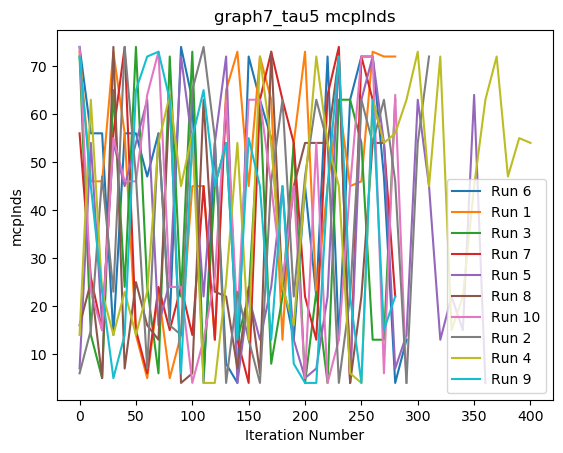 graph7_tau5 mcpInds
mcpInds
70
60
50
40
30
20
10
0 50 100 150 200 250 300 350 400
Iteration Number
Run 6
Run 1
Run 3
Run 7
Run 5
Run 8
Run 10
Run 2
Run 4
Run 9